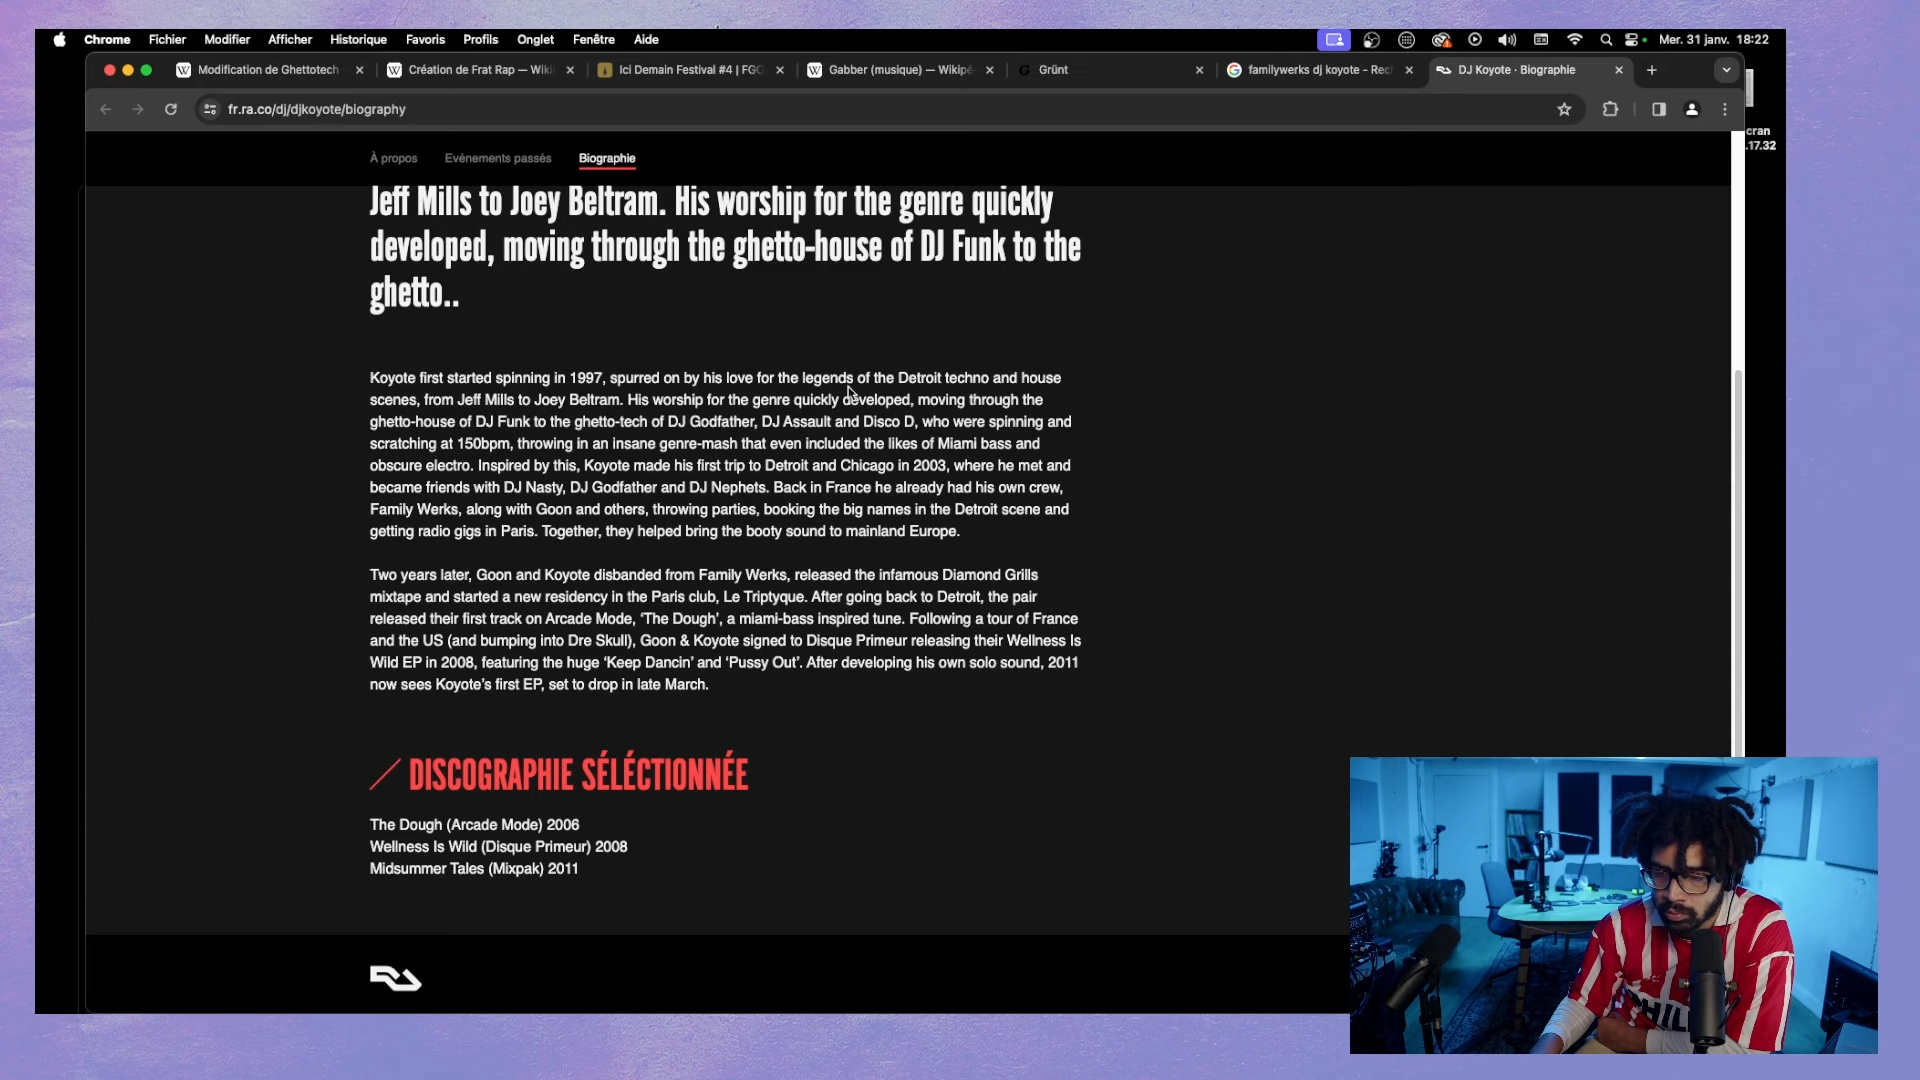 Chrome Fichier Modifier Afficher Historique Favoris Profils Onglet Fenêtre Aide
Mer. 31 janv. 18:22
Modification de Ghettotech
Création de Frat Rap — Wiki
Ici Demain Festival #4 | FGO
Gabber (musique) — Wikipé
Grünt
familywerks dj koyote - Rec
DJ Koyote · Biographie
fr.ra.co/dj/djkoyote/biography
cran
.17.32
À propos Evénements passés Biographie
Jeff Mills to Joey Beltram. His worship for the genre quickly
developed, moving through the ghetto-house of DJ Funk to the
ghetto..
Koyote first started spinning in 1997, spurred on by his love for the legends of the Detroit techno and house
scenes, from Jeff Mills to Joey Beltram. His worship for the genre quickly developed, moving through the
ghetto-house of DJ Funk to the ghetto-tech of DJ Godfather, DJ Assault and Disco D, who were spinning and
scratching at 150bpm, throwing in an insane genre-mash that even included the likes of Miami bass and
obscure electro. Inspired by this, Koyote made his first trip to Detroit and Chicago in 2003, where he met and
became friends with DJ Nasty, DJ Godfather and DJ Nephets. Back in France he already had his own crew,
Family Werks, along with Goon and others, throwing parties, booking the big names in the Detroit scene and
getting radio gigs in Paris. Together, they helped bring the booty sound to mainland Europe.
Two years later, Goon and Koyote disbanded from Family Werks, released the infamous Diamond Grills
mixtape and started a new residency in the Paris club, Le Triptyque. After going back to Detroit, the pair
released their first track on Arcade Mode, ‘The Dough’, a miami-bass inspired tune. Following a tour of France
and the US (and bumping into Dre Skull), Goon & Koyote signed to Disque Primeur releasing their Wellness Is
Wild EP in 2008, featuring the huge ‘Keep Dancin’ and ‘Pussy Out’. After developing his own solo sound, 2011
now sees Koyote’s first EP, set to drop in late March.
DISCOGRAPHIE SÉLÉCTIONNÉE
The Dough (Arcade Mode) 2006
Wellness Is Wild (Disque Primeur) 2008
Midsummer Tales (Mixpak) 2011